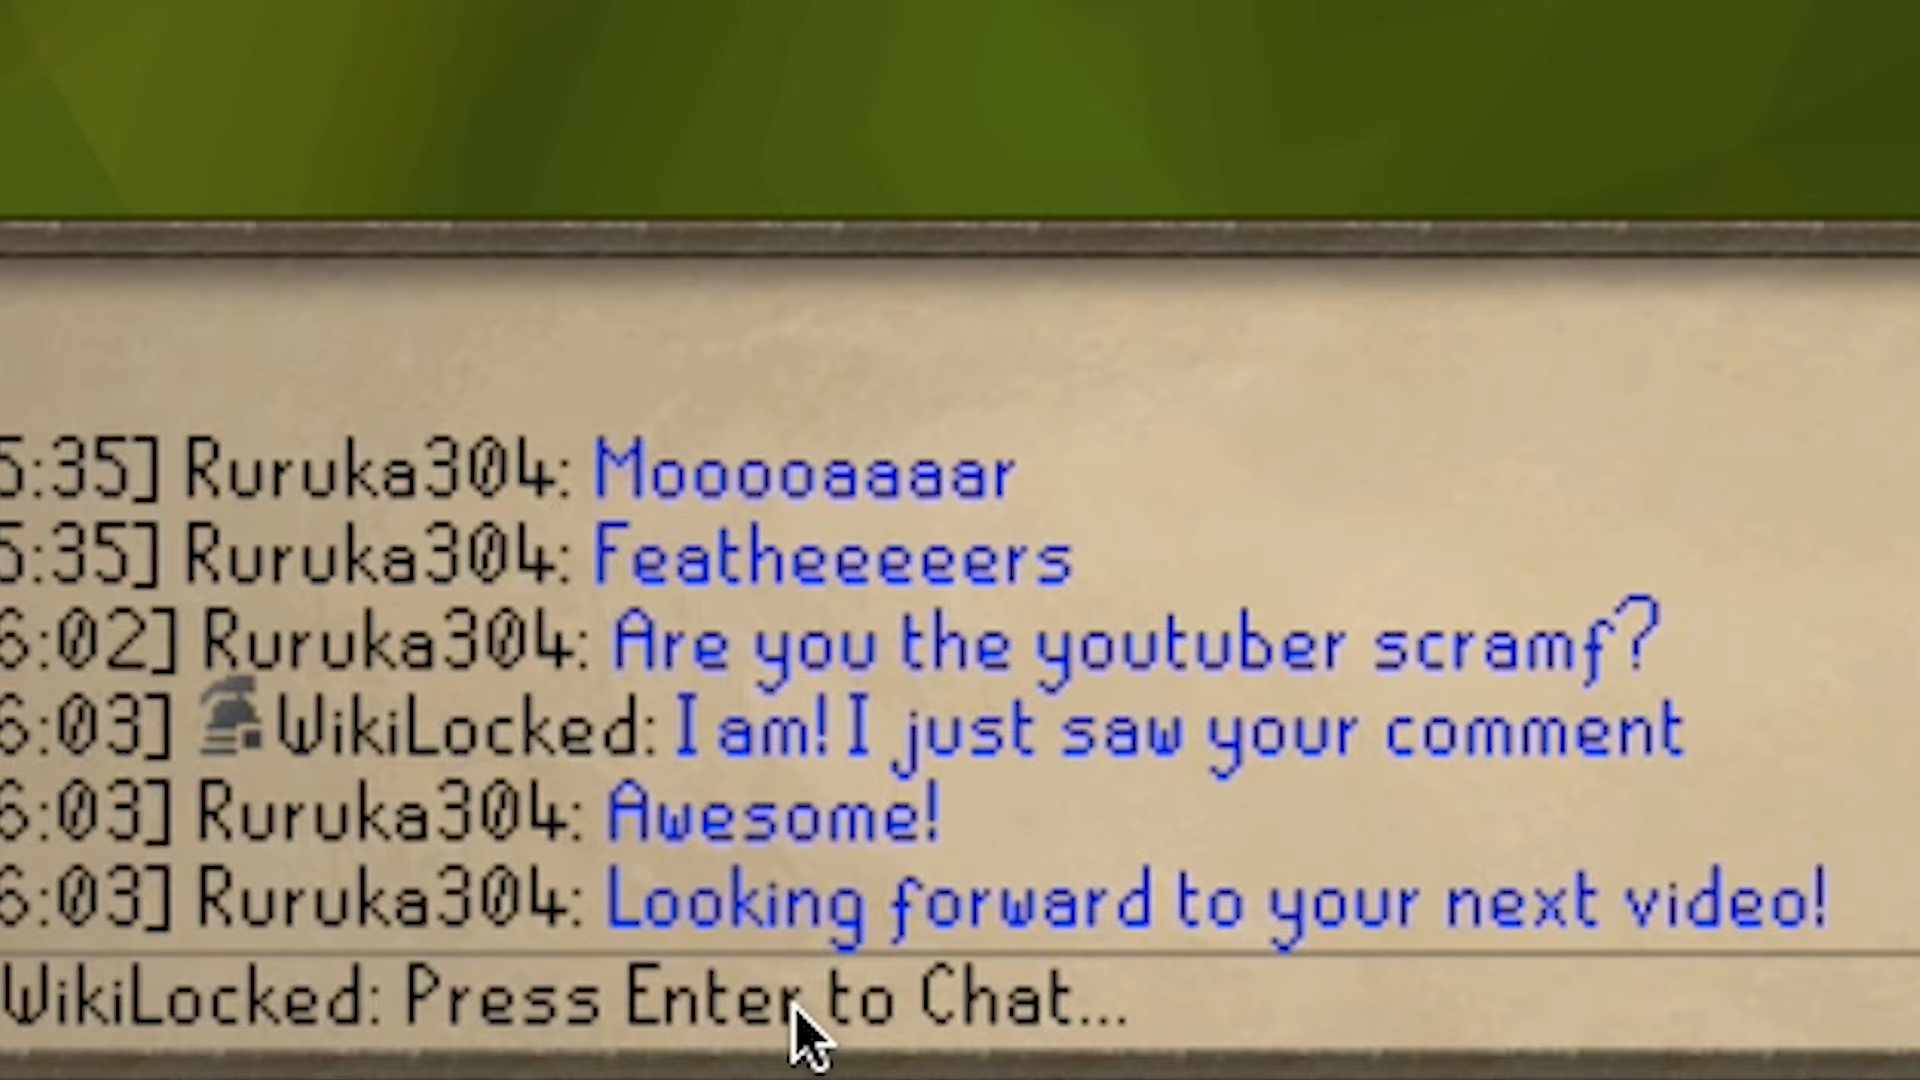 5:35] Ruruka304: Mooooaaaar
5:35] Ruruka304: Featheeeeers
6:02] Ruruka304: Are you the youtuber scramf?
6:03] WikiLocked: I am! I just saw your comment
6:03] Ruruka304: Awesome!
6:03] Ruruka304: Looking forward to your next video!
WikiLocked: Press Enter to Chat...